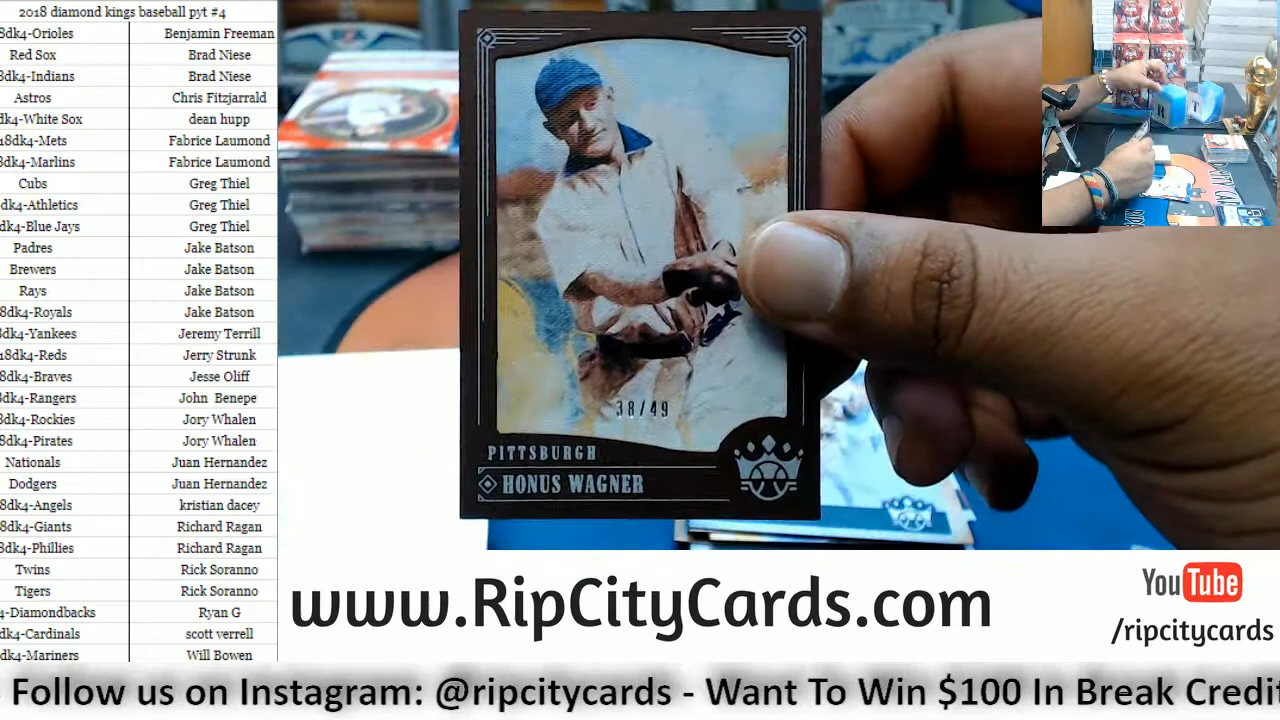 2018 diamond kings baseball pyt #4
8dk4-Orioles Benjamin Freeman
Red Sox Brad Niese
8dk4-Indians Brad Niese
Astros Chris Fitzjarrald
dk4-White Sox dean hupp
18dk4-Mets Fabrice Laumond
8dk4-Marlins Fabrice Laumond
Cubs Greg Thiel
dk4-Athletics Greg Thiel
dk4-Blue Jays Greg Thiel
Padres Jake Batson
Brewers Jake Batson
Rays Jake Batson
8dk4-Royals Jake Batson
8dk4-Yankees Jeremy Terrill
18dk4-Reds Jerry Strunk
8dk4-Braves Jesse Oliff
8dk4-Rangers John Benepe
8dk4-Rockies Jory Whalen
8dk4-Pirates Jory Whalen
Nationals Juan Hernandez
Dodgers Juan Hernandez
8dk4-Angels kristian dacey
8dk4-Giants Richard Ragan
8dk4-Phillies Richard Ragan
Twins Rick Soranno
Tigers Rick Soranno
4-Diamondbacks Ryan G
dk4-Cardinals scott verrell
dk4-Mariners Will Bowen
38/49
PITTSBURGH
HONUS WAGNER
www.RipCityCards.com
YouTube
/ripcitycards
Follow us on Instagram: @ripcitycards - Want To Win $100 In Break Credit